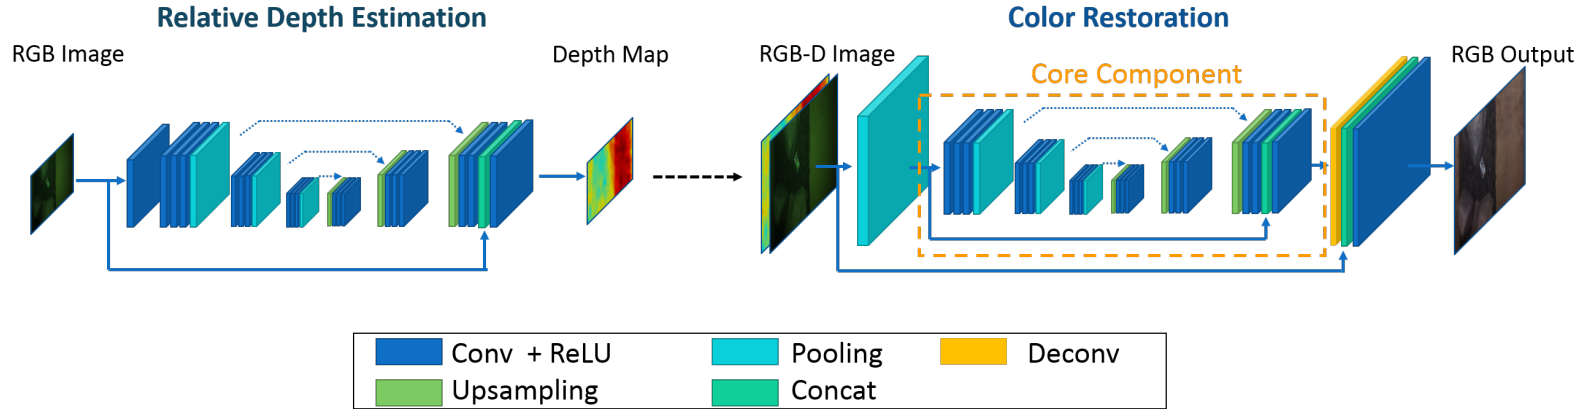 Relative Depth Estimation
Color Restoration
RGB Image
Depth Map
RGB-D Image
RGB Output
Core Component
Conv + ReLU
Pooling
Deconv
Upsampling
Concat